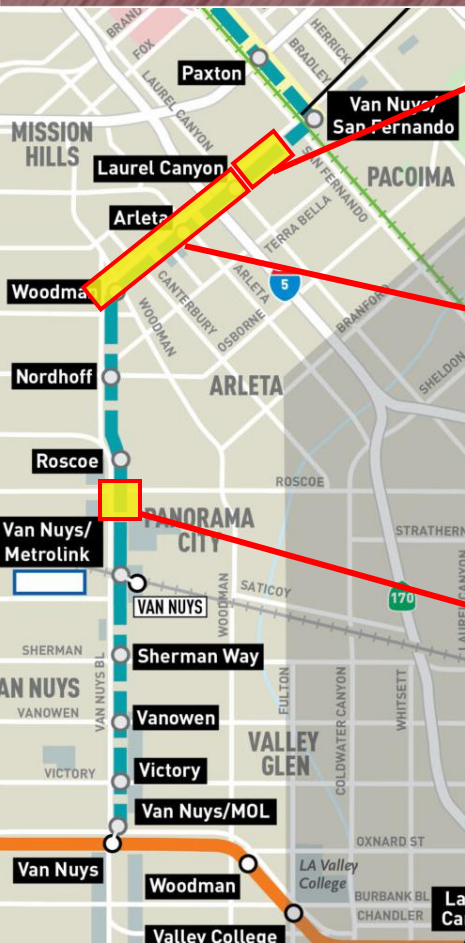 BRAND
FOX
HERRICK
BRADLEY
Paxton
LAUREL CANYON
Van Nuys/
San Fernando
MISSION
HILLS
Laurel Canyon
SAN FERNANDO
PACOIMA
Arleta
TERRA BELLA
ARLETA
5
CANTERBURY
Woodman
WOODMAN
OSBORNE
BRANFORD
SHELDON
Nordhoff
ARLETA
Roscoe
ROSCOE
PANORAMA
CITY
Van Nuys/
Metrolink
STRATHERN
VAN NUYS
WOODMAN
SATICOY
170
LAUREL CANYON
SHERMAN
Sherman Way
VAN NUYS BL
AN NUYS
VANOWEN
Vanowen
FULTON
COLDWATER CANYON
WHITSETT
VALLEY
GLEN
VICTORY
Victory
Van Nuys/MOL
OXNARD ST
Van Nuys
Woodman
LA Valley
College
BURBANK BL
CHANDLER
La
Ca
Valley College